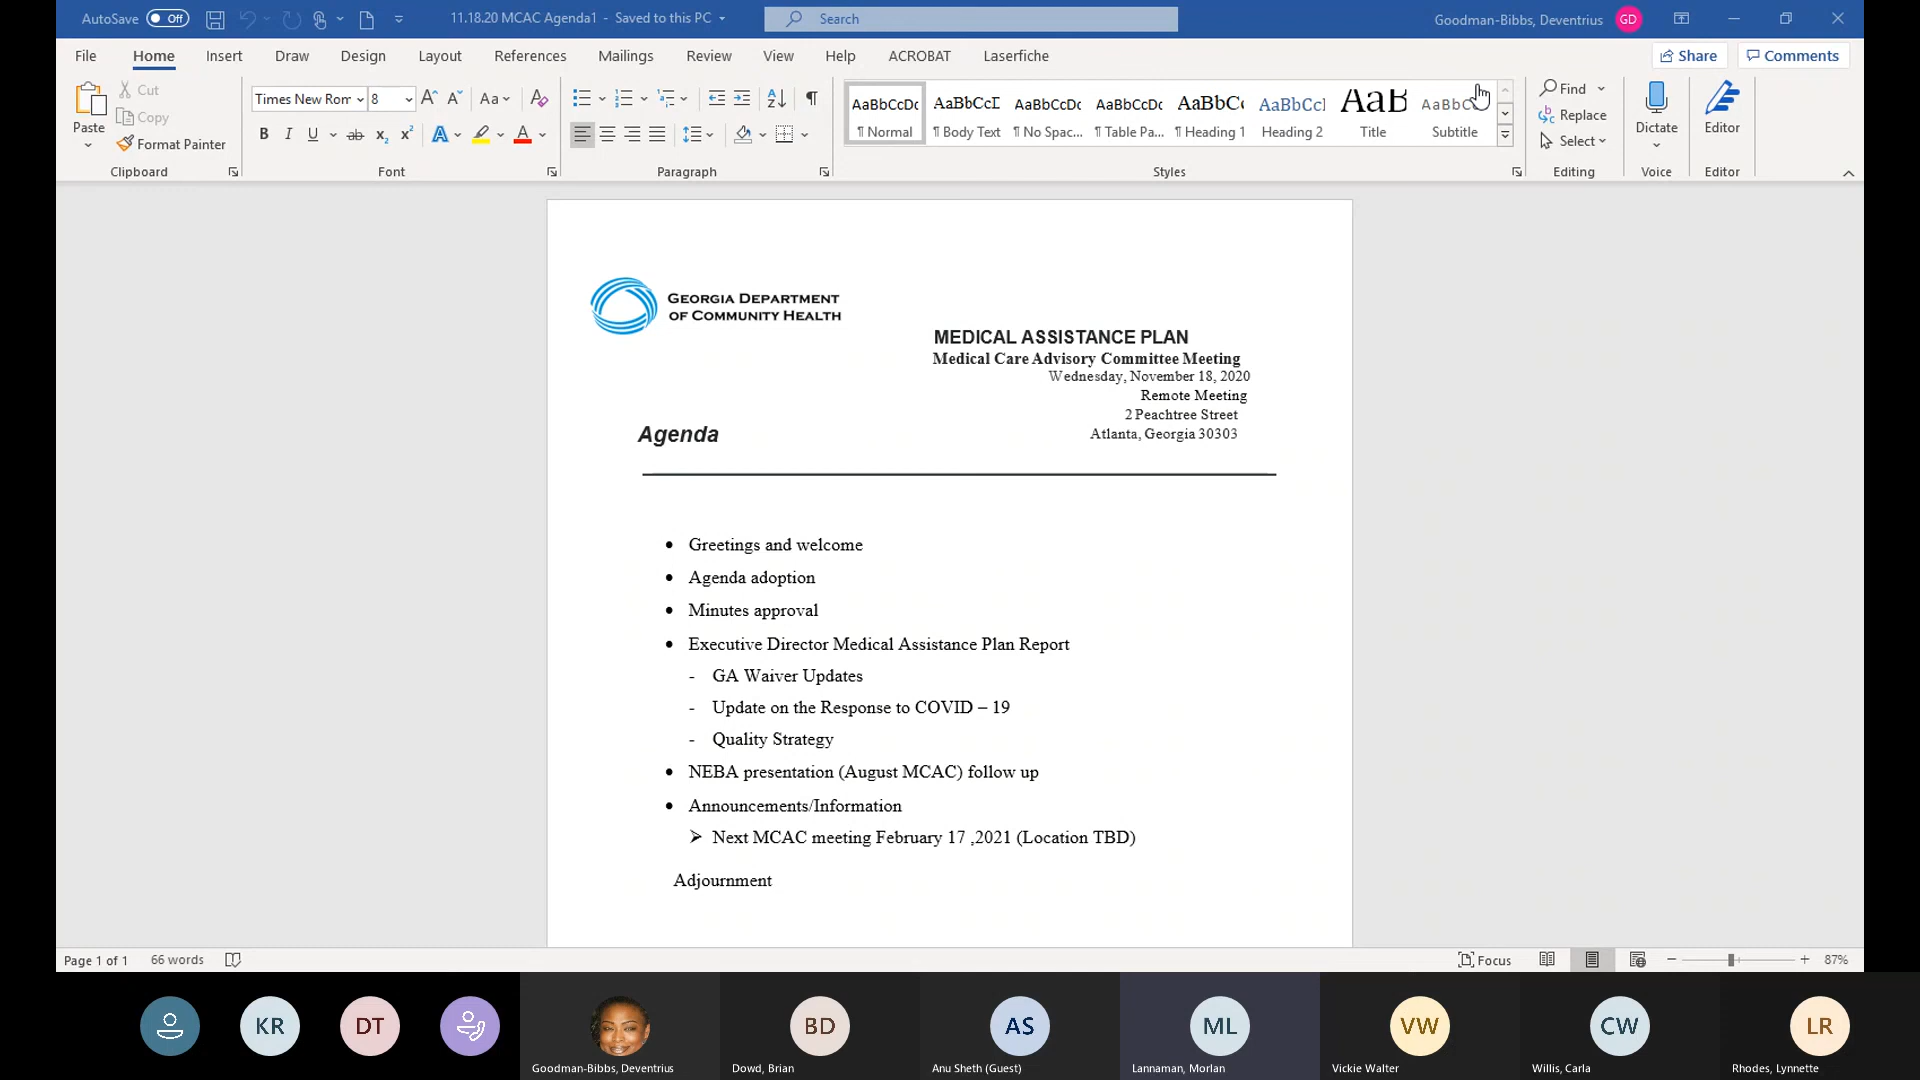 AutoSave Off 11.18.20 MCAC Agenda1 - Saved to this PC Search Goodman-Bibbs, Deventrius GD
File Home Insert Draw Design Layout References Mailings Review View Help ACROBAT Laserfiche Share Comments
Paste Cut Copy Format Painter
Clipboard
Times New Rom 8 Aa
B I U ab x₂ x² A A
Font
Paragraph
AaBbCcDc AaBbCcD AaBbCcDc AaBbCcDc AaBbC AaBbCcI AaB AaBbC
¶ Normal ¶ Body Text ¶ No Spac... ¶ Table Pa... ¶ Heading 1 Heading 2 Title Subtitle
Styles
Find
Replace
Select
Editing
Dictate
Voice
Editor
Editor
GEORGIA DEPARTMENT
OF COMMUNITY HEALTH
MEDICAL ASSISTANCE PLAN
Medical Care Advisory Committee Meeting
Wednesday, November 18, 2020
Remote Meeting
2 Peachtree Street
Atlanta, Georgia 30303
Agenda
• Greetings and welcome
• Agenda adoption
• Minutes approval
• Executive Director Medical Assistance Plan Report
- GA Waiver Updates
- Update on the Response to COVID – 19
- Quality Strategy
• NEBA presentation (August MCAC) follow up
• Announcements/Information
➢ Next MCAC meeting February 17 ,2021 (Location TBD)
Adjournment
Page 1 of 1 66 words Focus 87%
KR DT BD AS ML VW CW LR
Goodman-Bibbs, Deventrius Dowd, Brian Anu Sheth (Guest) Lannaman, Morlan Vickie Walter Willis, Carla Rhodes, Lynnette